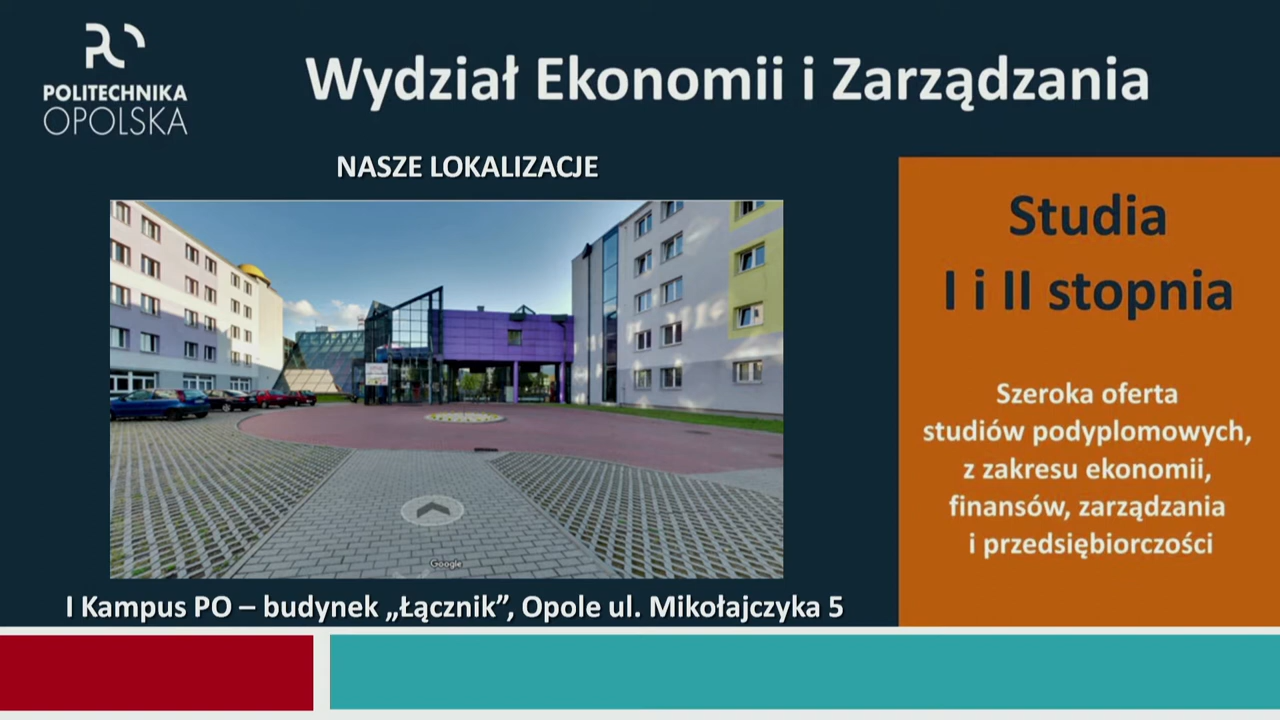 POLITECHNIKA
OPOLSKA
Wydział Ekonomii i Zarządzania
NASZE LOKALIZACJE
Google
I Kampus PO – budynek „Łącznik”, Opole ul. Mikołajczyka 5
Studia
I i II stopnia
Szeroka oferta
studiów podyplomowych,
z zakresu ekonomii,
finansów, zarządzania
i przedsiębiorczości